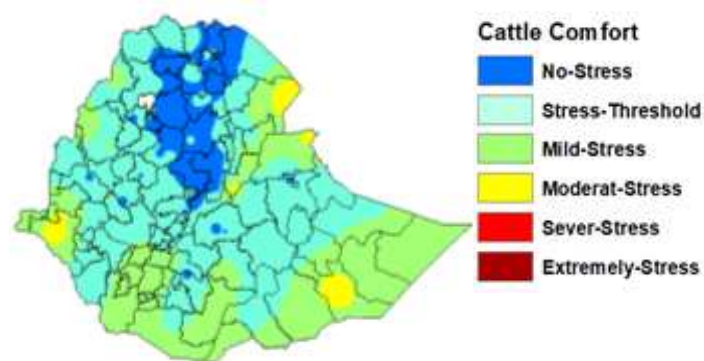 Cattle Comfort
No-Stress
Stress-Threshold
Mild-Stress
Moderat-Stress
Sever-Stress
Extremely-Stress